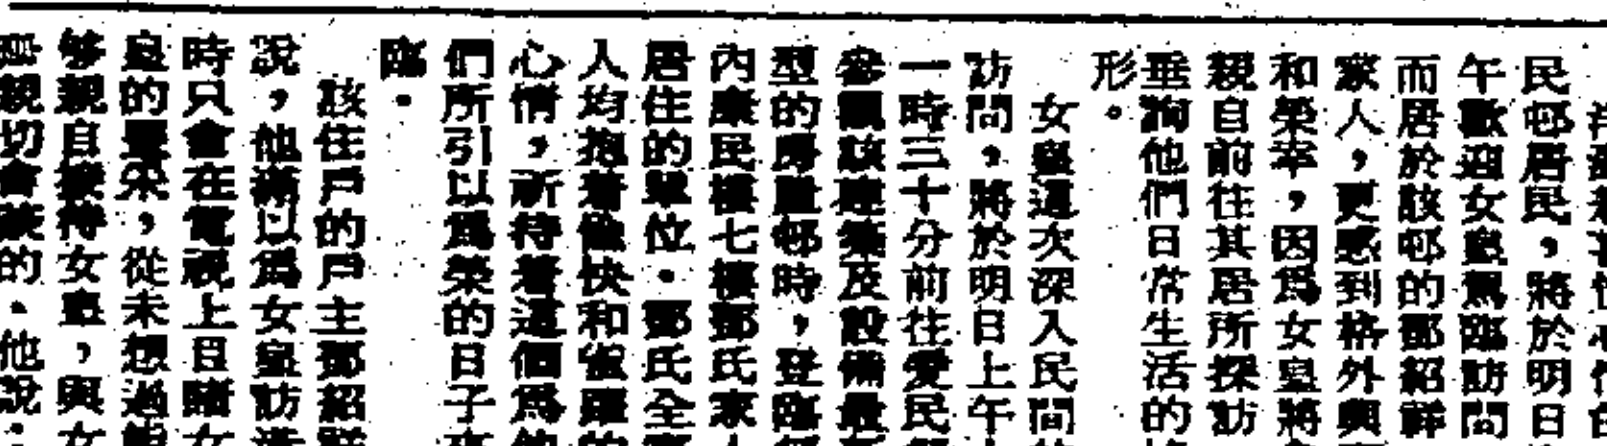 民邨居民，將於明日
午歡迎女皇駕臨訪問
而居於該邨的鄧紹祥
家人，更感到格外興
和榮幸，因為女皇將
親自前往其居所探訪
垂詢他們日常生活的
形。
女皇這次深入民間
訪問，將於明日上午
一時三十分前往愛民
參觀該建築及設備最
型的房屋邨時，登臨
內康民樓七樓鄧氏家
居住的單位．鄧氏全
人均抱着愉快和雀躍的
心情，所待着這個為
們所引以為榮的日子
臨．
該住戶的戶主鄧紹祥
說，他滿以為女皇訪
時只會在電視上目睹女
皇的風采，從未想過能
够親自接待女皇，與女
是親切會談的．他說：